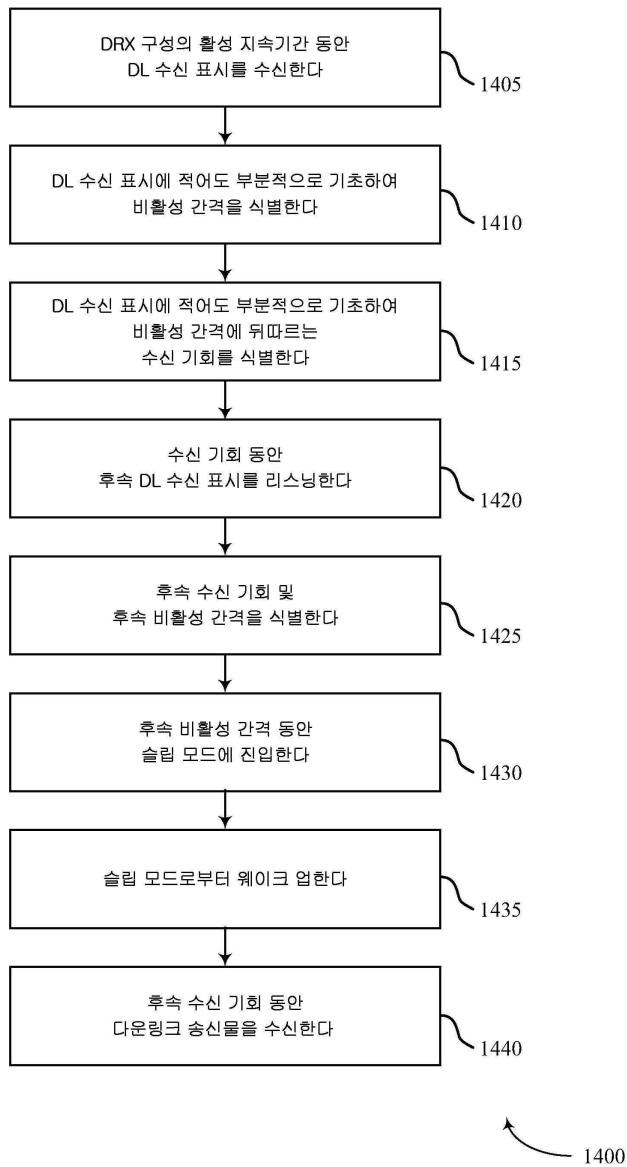 DRX 구성의 활성 지속기간 동안
DL 수신 표시를 수신한다
1405
DL 수신 표시에 적어도 부분적으로 기초하여
비활성 간격을 식별한다
1410
DL 수신 표시에 적어도 부분적으로 기초하여
비활성 간격에 뒤따르는
수신 기회를 식별한다
1415
수신 기회 동안
후속 DL 수신 표시를 리스닝한다
1420
후속 수신 기회 및
후속 비활성 간격을 식별한다
1425
후속 비활성 간격 동안
슬립 모드에 진입한다
1430
슬립 모드로부터 웨이크 업한다
1435
후속 수신 기회 동안
다운링크 송신물을 수신한다
1440
1400